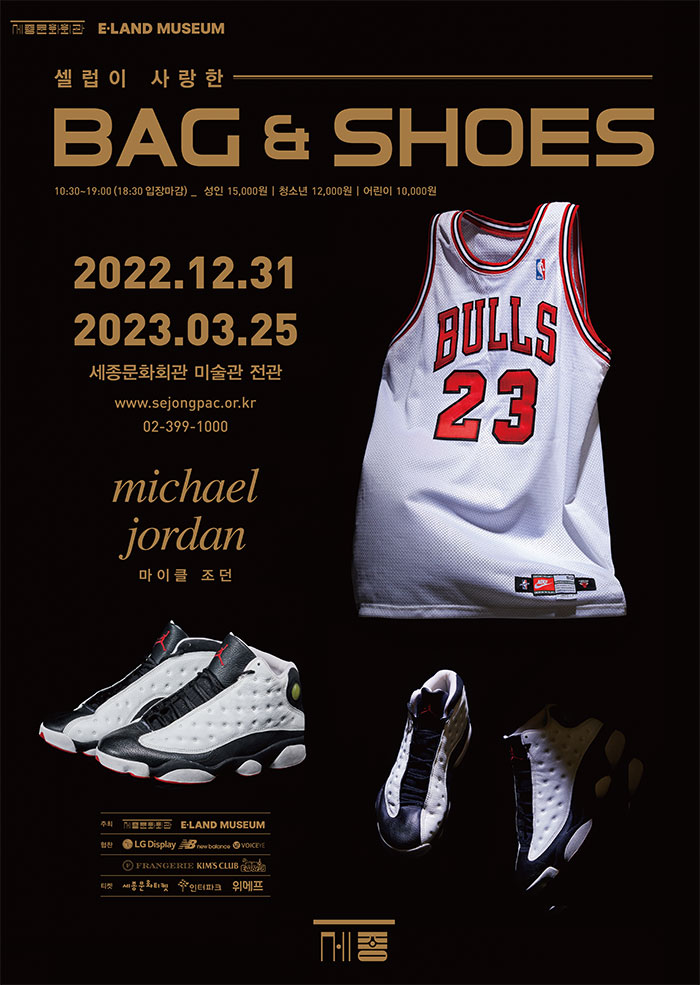 세종문화회관 E·LAND MUSEUM
셀럽이 사랑한
BAG & SHOES
10:30~19:00 (18:30 입장마감) _ 성인 15,000원 | 청소년 12,000원 | 어린이 10,000원
2022.12.31
2023.03.25
세종문화회관 미술관 전관
www.sejongpac.or.kr
02-399-1000
michael
jordan
마이클 조던
BULLS
23
주최 세종문화회관 E·LAND MUSEUM
협찬 LG Display NB new balance VOICEYE
FRANGERIE KIM'S CLUB
티켓 세종문화티켓 인터파크 위메프
세종